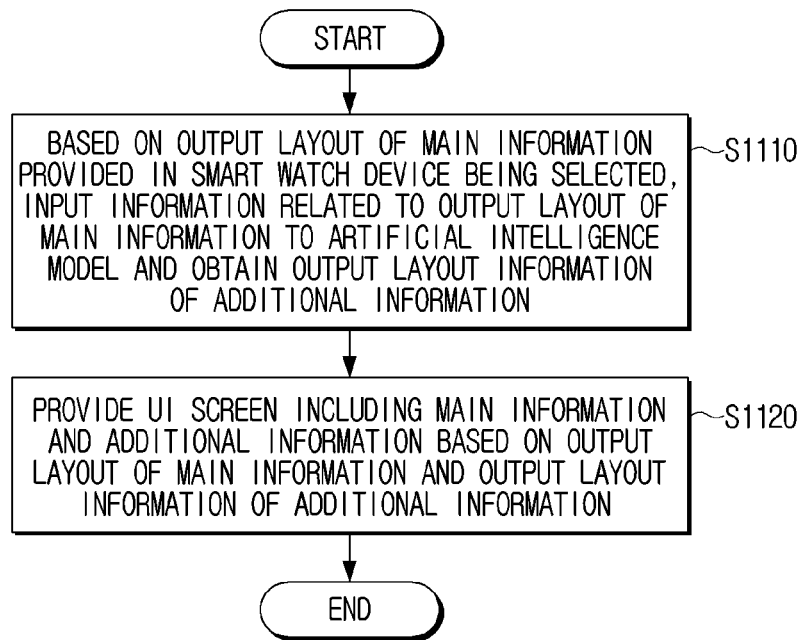 START
BASED ON OUTPUT LAYOUT OF MAIN INFORMATION
PROVIDED IN SMART WATCH DEVICE BEING SELECTED,
INPUT INFORMATION RELATED TO OUTPUT LAYOUT OF
MAIN INFORMATION TO ARTIFICIAL INTELLIGENCE
MODEL AND OBTAIN OUTPUT LAYOUT INFORMATION
OF ADDITIONAL INFORMATION
S1110
PROVIDE UI SCREEN INCLUDING MAIN INFORMATION
AND ADDITIONAL INFORMATION BASED ON OUTPUT
LAYOUT OF MAIN INFORMATION AND OUTPUT LAYOUT
INFORMATION OF ADDITIONAL INFORMATION
S1120
END